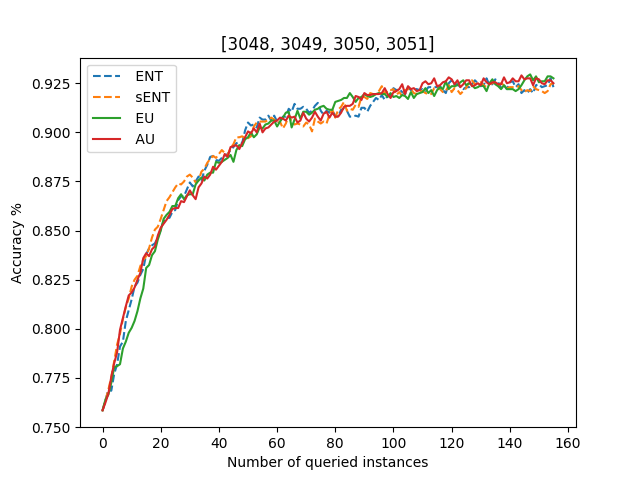 [3048, 3049, 3050, 3051]
ENT
sENT
EU
AU
Accuracy %
0.925
0.900
0.875
0.850
0.825
0.800
0.775
0.750
0 20 40 60 80 100 120 140 160
Number of queried instances